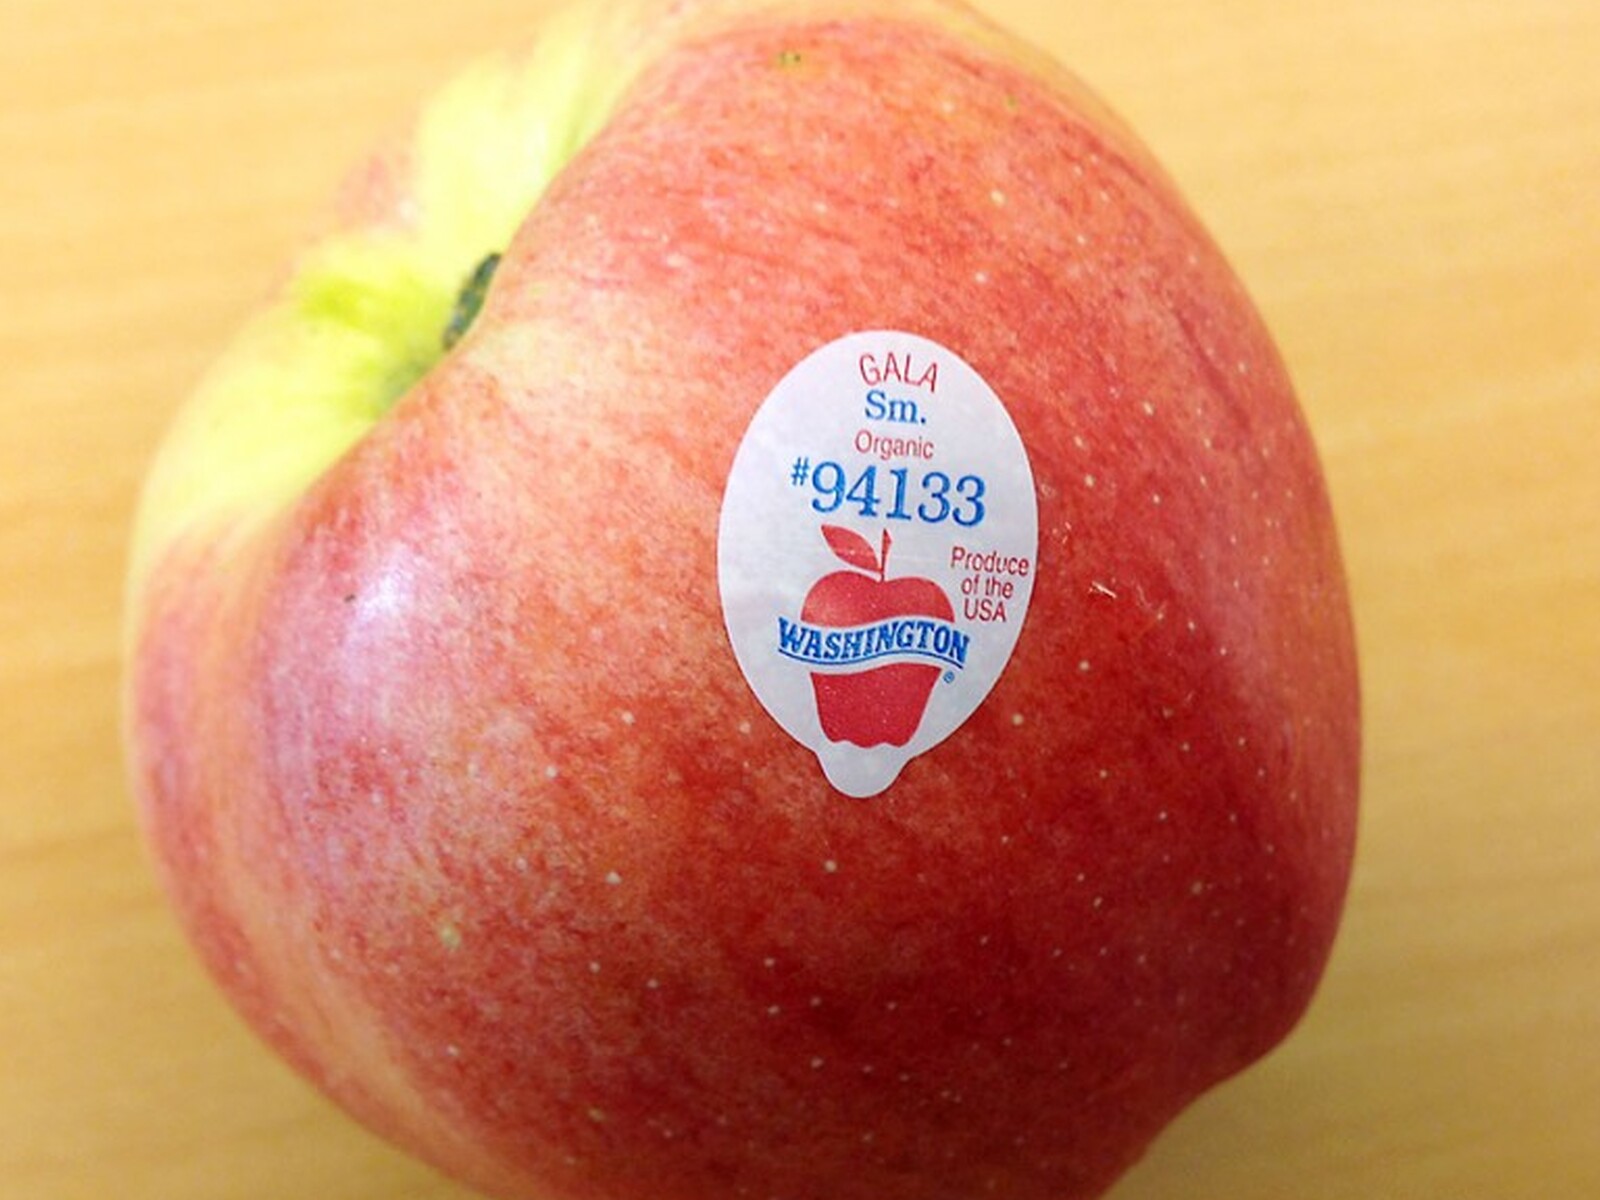 GALA
Sm.
Organic
#94133
Produce
of the
USA
WASHINGTON
®